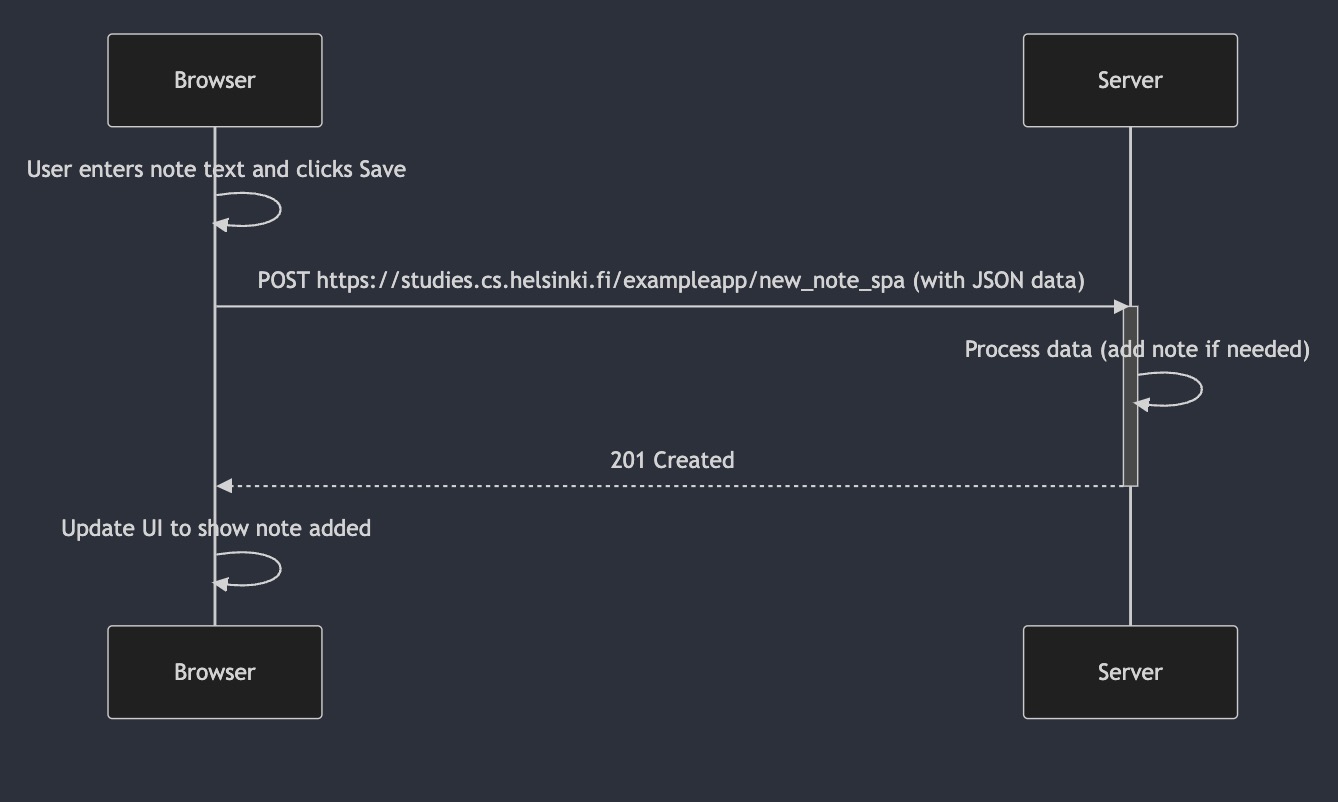 Browser
Server
User enters note text and clicks Save
POST https://studies.cs.helsinki.fi/exampleapp/new_note_spa (with JSON data)
Process data (add note if needed)
201 Created
Update UI to show note added
Browser
Server